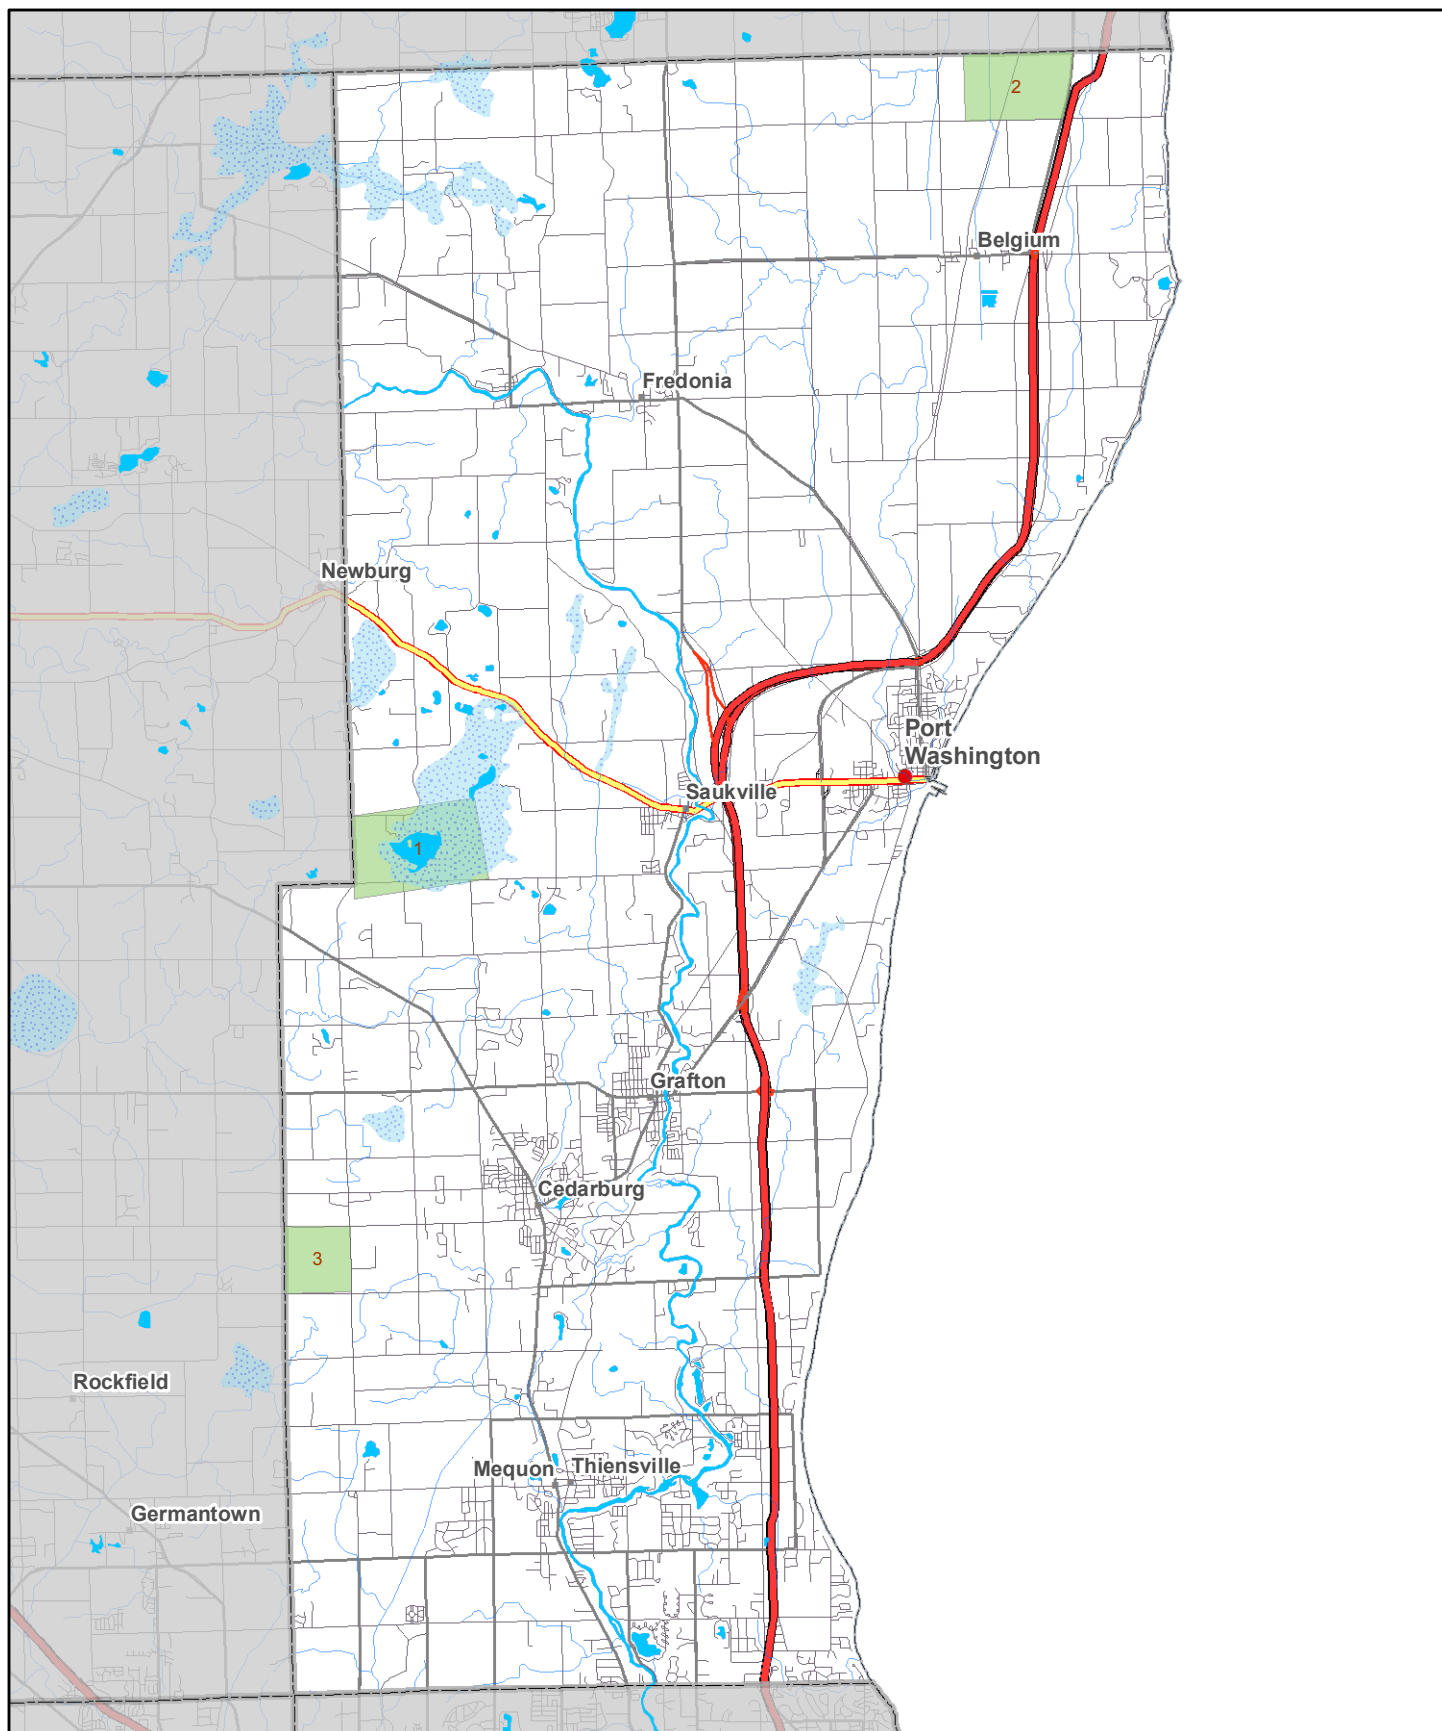 2
Belgium
Fredonia
Newburg
Port
Washington
Saukville
1
Grafton
Cedarburg
3
Rockfield
Mequon
Thiensville
Germantown